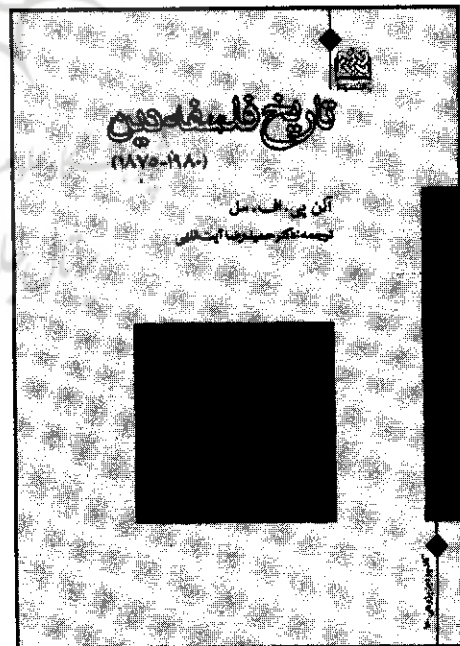 تاریخ فلسفه دین
(۱۸۷۵-۱۹۸۰)
آلن پی. اف. سل
ترجمه: دکتر حمیدرضا آیت‌اللهی